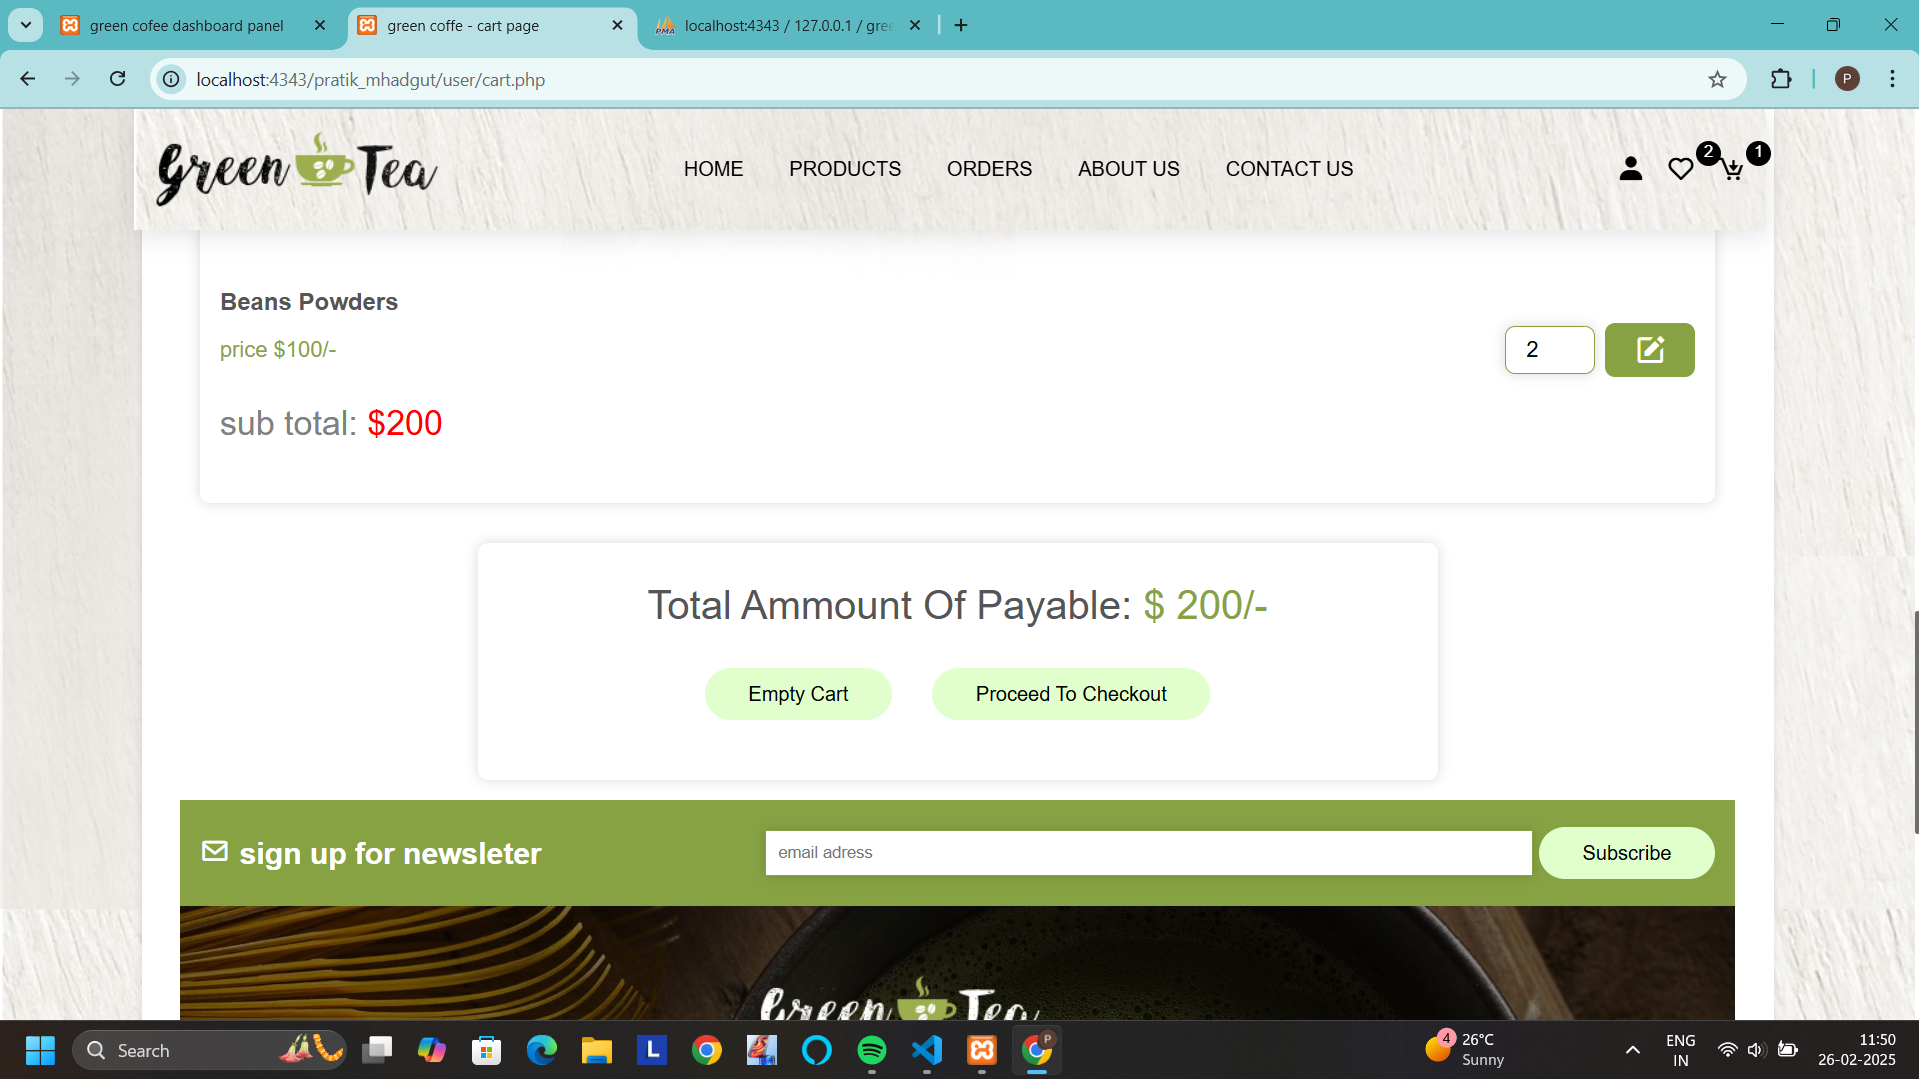 green cofee dashboard panel
green coffe - cart page
localhost:4343 / 127.0.0.1 / gree
localhost:4343/pratik_mhadgut/user/cart.php
P
Green Tea
HOME
PRODUCTS
ORDERS
ABOUT US
CONTACT US
2
1
Beans Powders
price $100/-
2
sub total: $200
Total Ammount Of Payable: $ 200/-
Empty Cart
Proceed To Checkout
sign up for newsleter
email adress
Subscribe
Green Tea
Search
L
P
4
26°C
Sunny
ENG
IN
11:50
26-02-2025